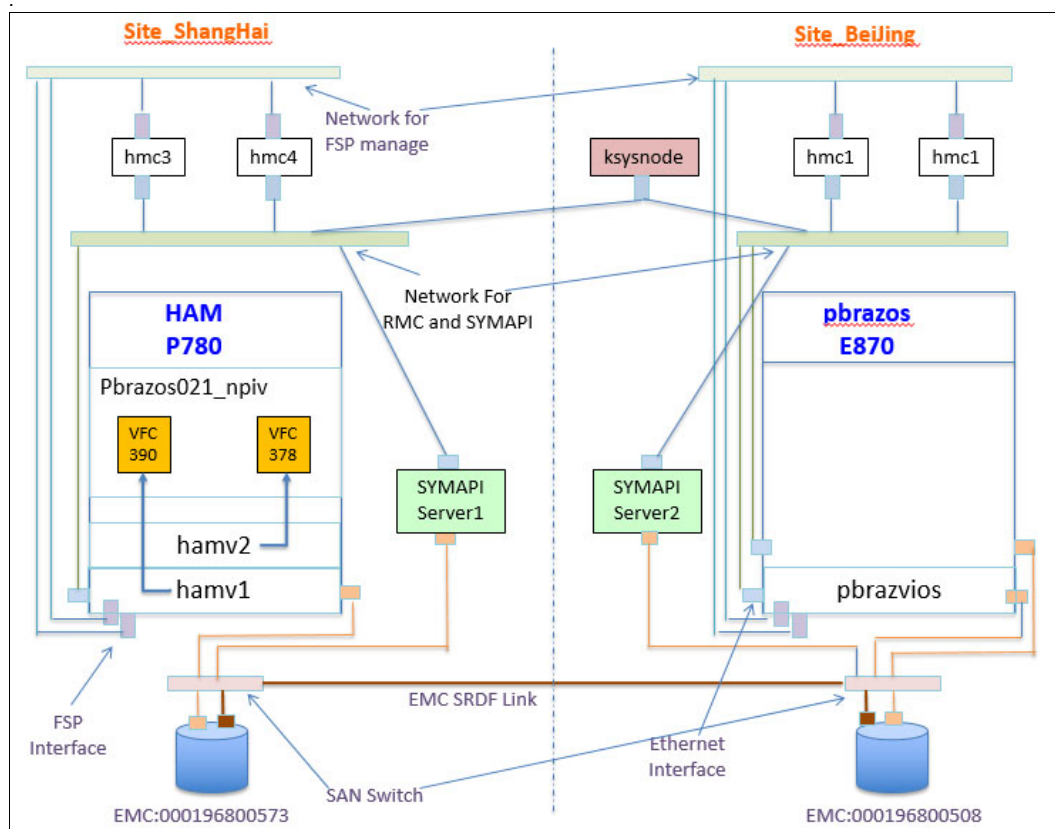 Site_ShangHai
Site_BeiJing
Network for
FSP manage
hmc3
hmc4
ksysnode
hmc1
hmc1
Network For
RMC and SYMAPI
HAM
P780
pbrazos
E870
Pbrazos021_npiv
VFC
390
VFC
378
SYMAPI
Server1
SYMAPI
Server2
hamv2
hamv1
pbrazvios
EMC SRDF Link
FSP
Interface
Ethernet
Interface
SAN Switch
EMC:000196800573
EMC:000196800508